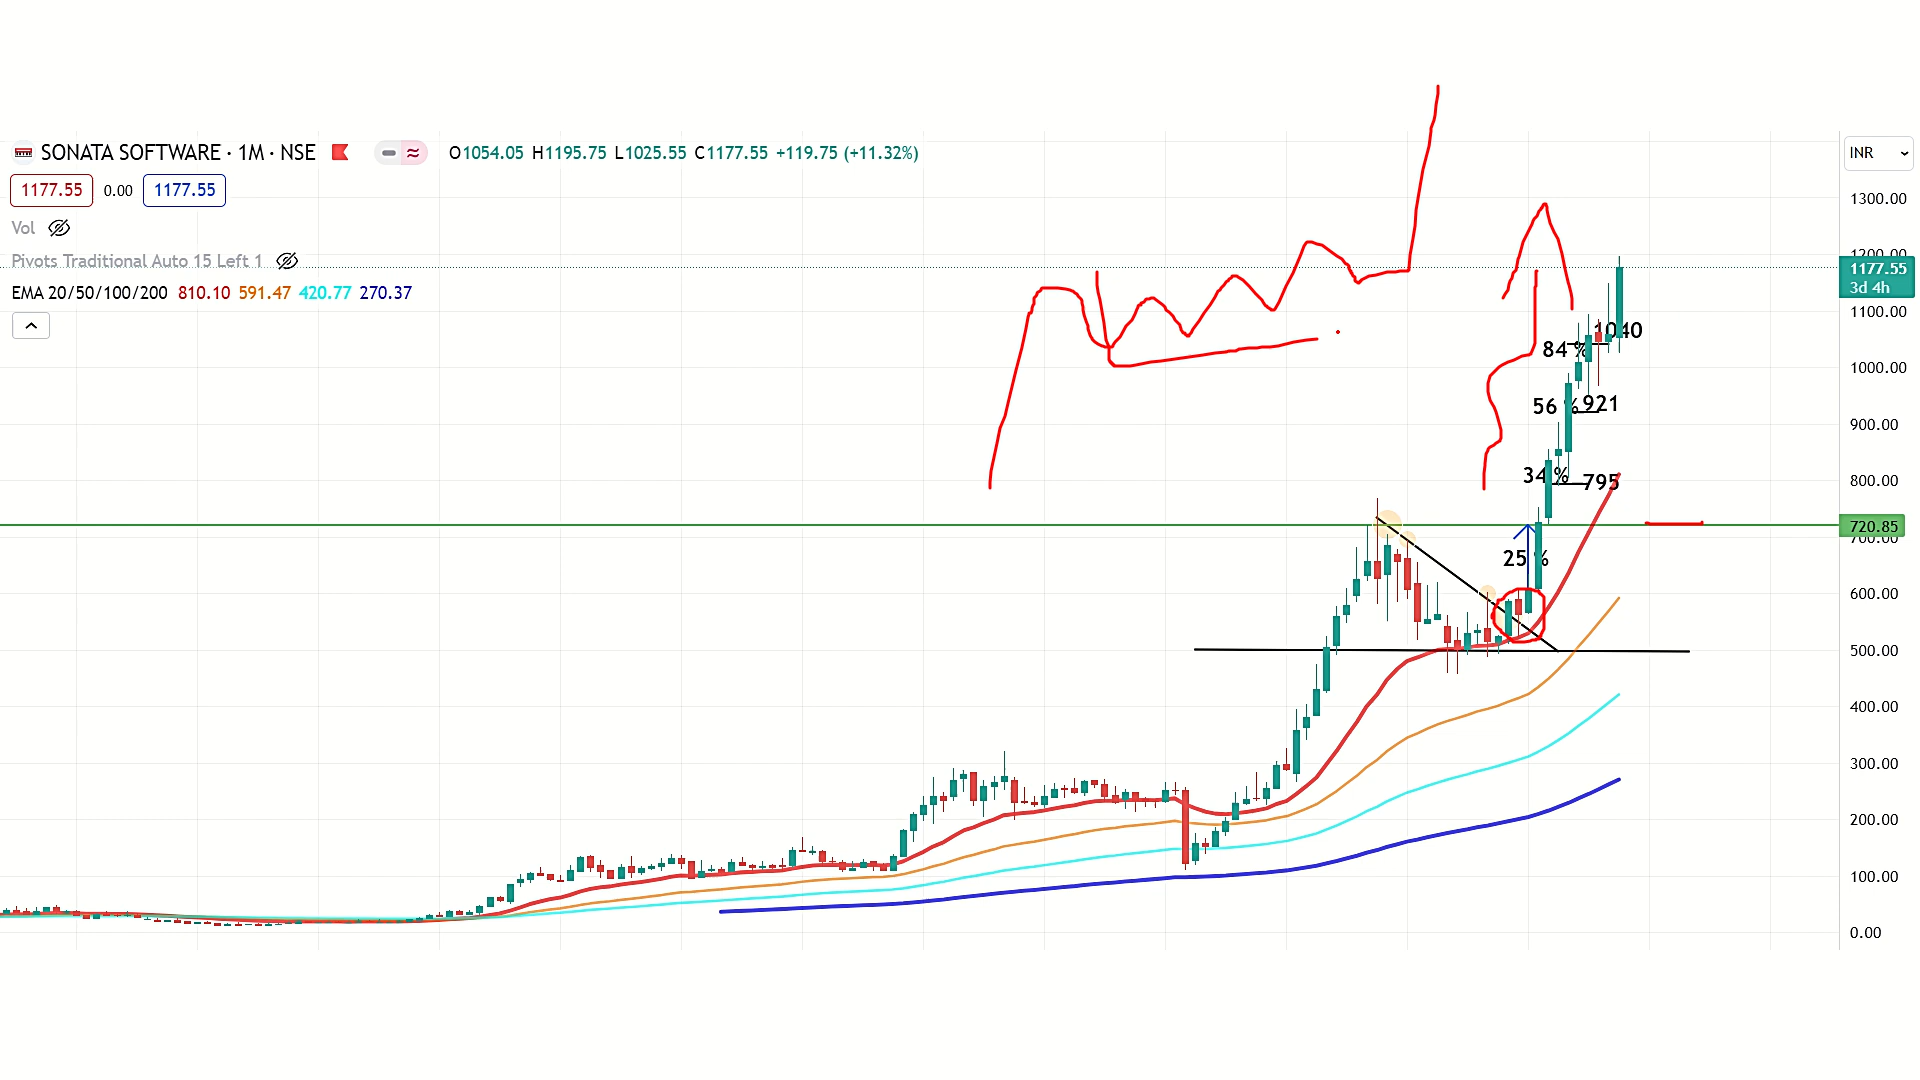 SONATA SOFTWARE · 1M · NSE
O1054.05 H1195.75 L1025.55 C1177.55 +119.75 (+11.32%)
INR
1177.55 0.00 1177.55
Vol
Pivots Traditional Auto 15 Left 1
EMA 20/50/100/200 810.10 591.47 420.77 270.37
1300.00
1200.00
1177.55
3d 4h
1100.00
1040
84 %
1000.00
56 % 921
900.00
34 % 795
800.00
720.85
700.00
25 %
600.00
500.00
400.00
300.00
200.00
100.00
0.00